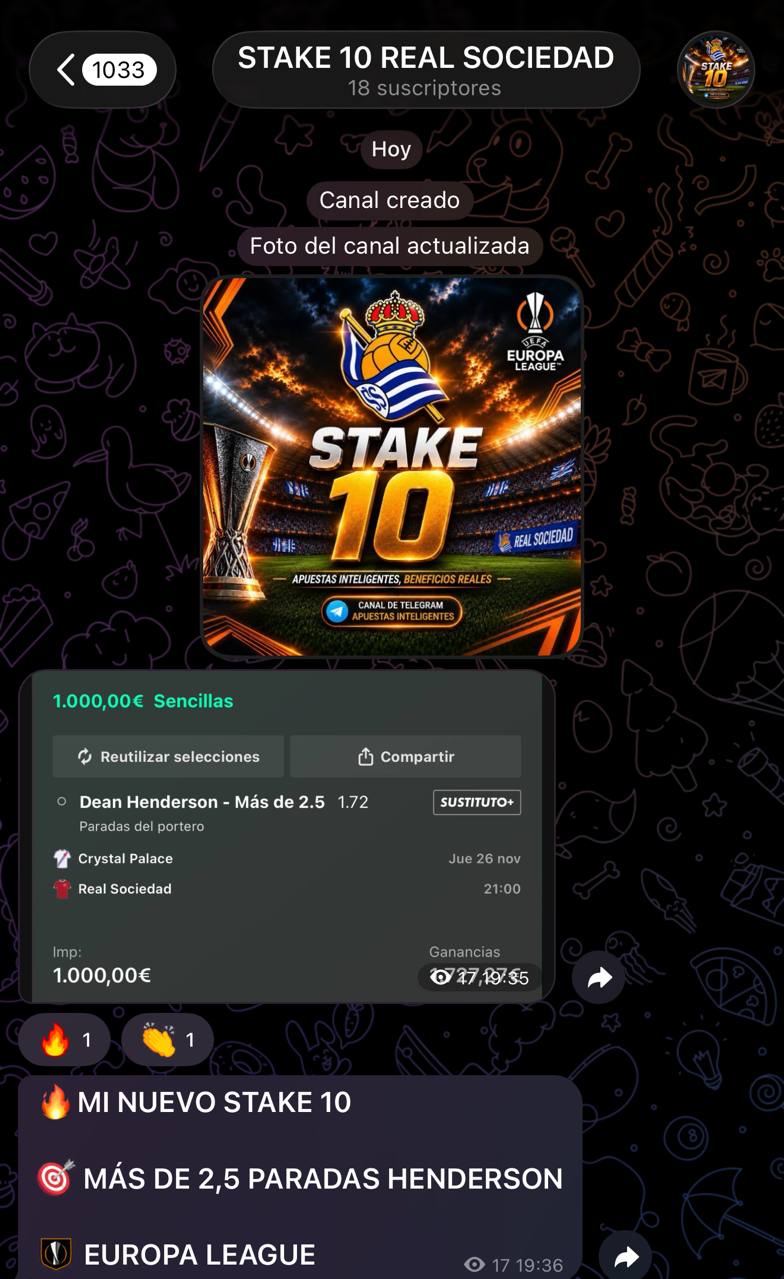 1033
STAKE 10 REAL SOCIEDAD
18 suscriptores
STAKE
10
Hoy
Canal creado
Foto del canal actualizada
UEFA
EUROPA
LEAGUE™
STAKE
10
REAL SOCIEDAD
APUESTAS INTELIGENTES, BENEFICIOS REALES
CANAL DE TELEGRAM
APUESTAS INTELIGENTES
1.000,00€ Sencillas
Reutilizar selecciones
Compartir
Dean Henderson - Más de 2.5 1.72 SUSTITUTO+
Paradas del portero
Crystal Palace Jue 26 nov
Real Sociedad 21:00
Imp: Ganancias
1.000,00€
17 19:35
🔥 1 👏 1
🔥MI NUEVO STAKE 10
🎯 MÁS DE 2,5 PARADAS HENDERSON
EUROPA LEAGUE 17 19:36